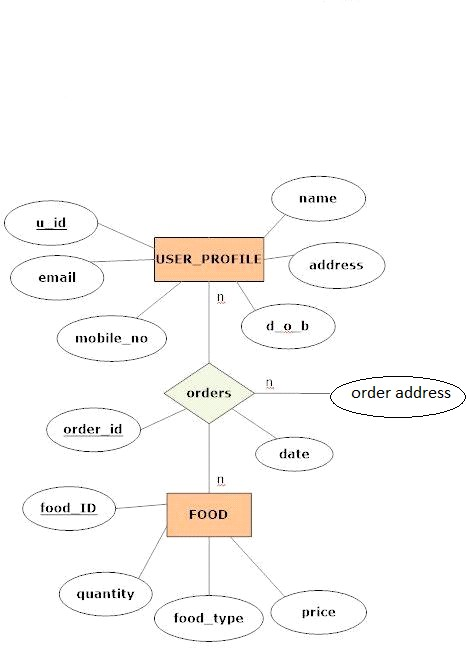 name
u_id
USER_PROFILE
address
email
n
d_o_b
mobile_no
n
orders
order address
order_id
date
n
food_ID
FOOD
quantity
food_type
price